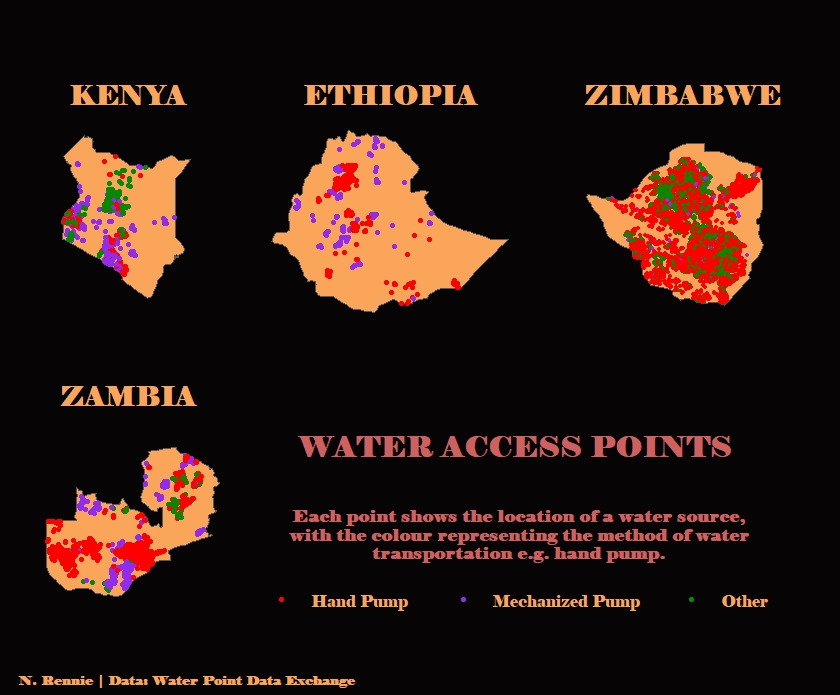 KENYA
ETHIOPIA
ZIMBABWE
ZAMBIA
WATER ACCESS POINTS
Each point shows the location of a water source,
with the colour representing the method of water
transportation e.g. hand pump.
Hand Pump
Mechanized Pump
Other
N. Rennie | Data: Water Point Data Exchange